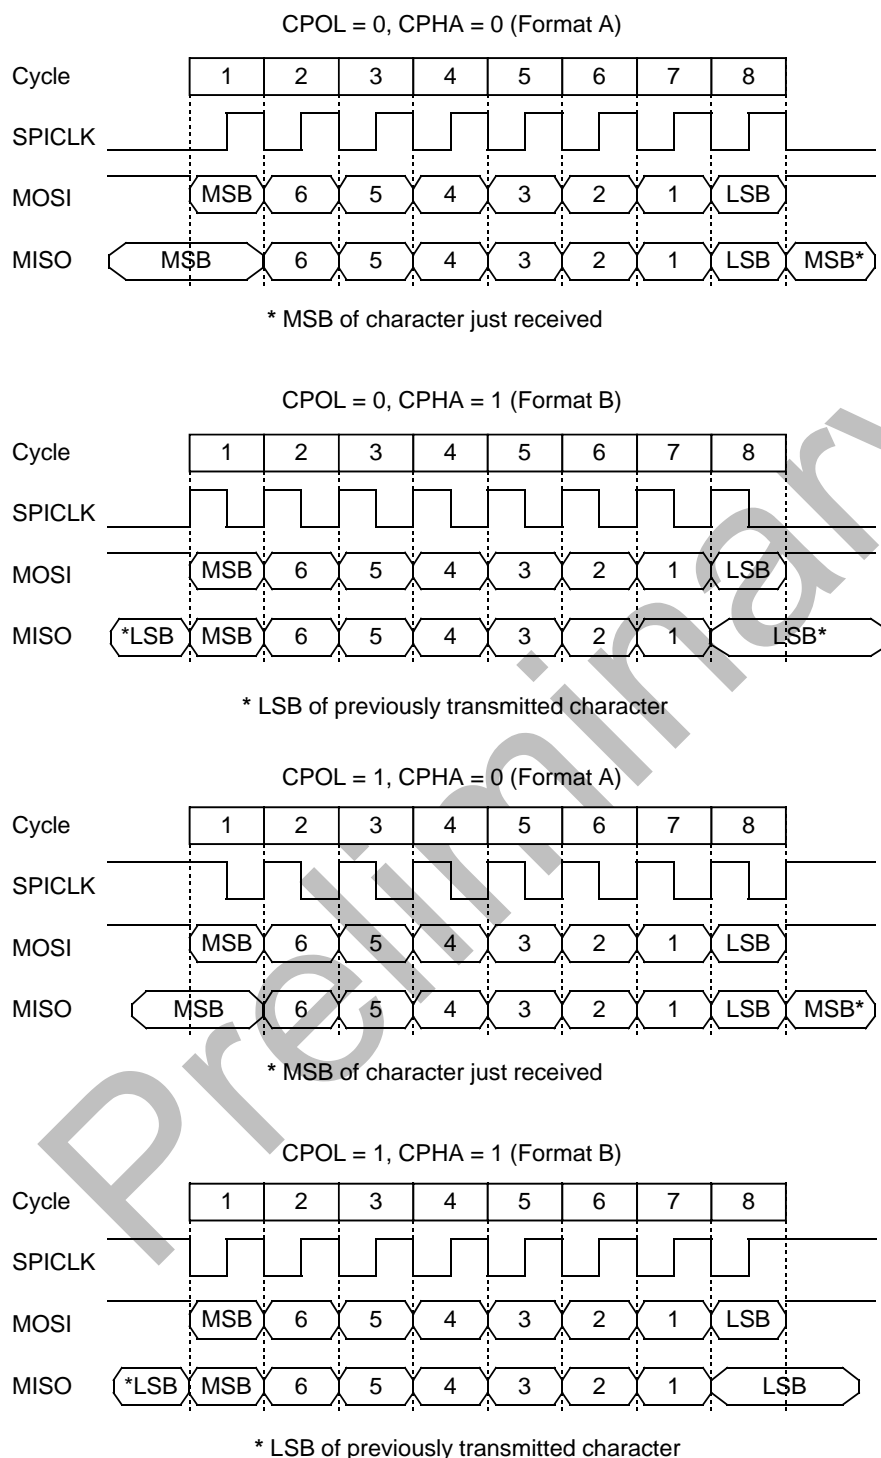 CPOL = 0, CPHA = 0 (Format A)
Cycle 1 2 3 4 5 6 7 8
SPICLK
MOSI MSB 6 5 4 3 2 1 LSB
MISO MSB 6 5 4 3 2 1 LSB MSB*
* MSB of character just received
CPOL = 0, CPHA = 1 (Format B)
Cycle 1 2 3 4 5 6 7 8
SPICLK
MOSI MSB 6 5 4 3 2 1 LSB
MISO *LSB MSB 6 5 4 3 2 1 LSB*
* LSB of previously transmitted character
CPOL = 1, CPHA = 0 (Format A)
Cycle 1 2 3 4 5 6 7 8
SPICLK
MOSI MSB 6 5 4 3 2 1 LSB
MISO MSB 6 5 4 3 2 1 LSB MSB*
* MSB of character just received
CPOL = 1, CPHA = 1 (Format B)
Cycle 1 2 3 4 5 6 7 8
SPICLK
MOSI MSB 6 5 4 3 2 1 LSB
MISO *LSB MSB 6 5 4 3 2 1 LSB
* LSB of previously transmitted character
Preliminary